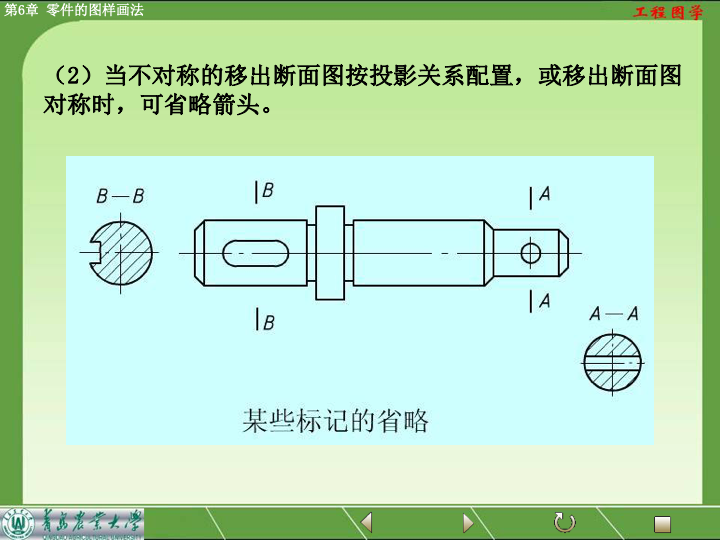 第6章 零件的图样画法
工程图学
（2）当不对称的移出断面图按投影关系配置，或移出断面图
对称时，可省略箭头。
B
A
B—B
A
B
A—A
某些标记的省略
青岛农业大学